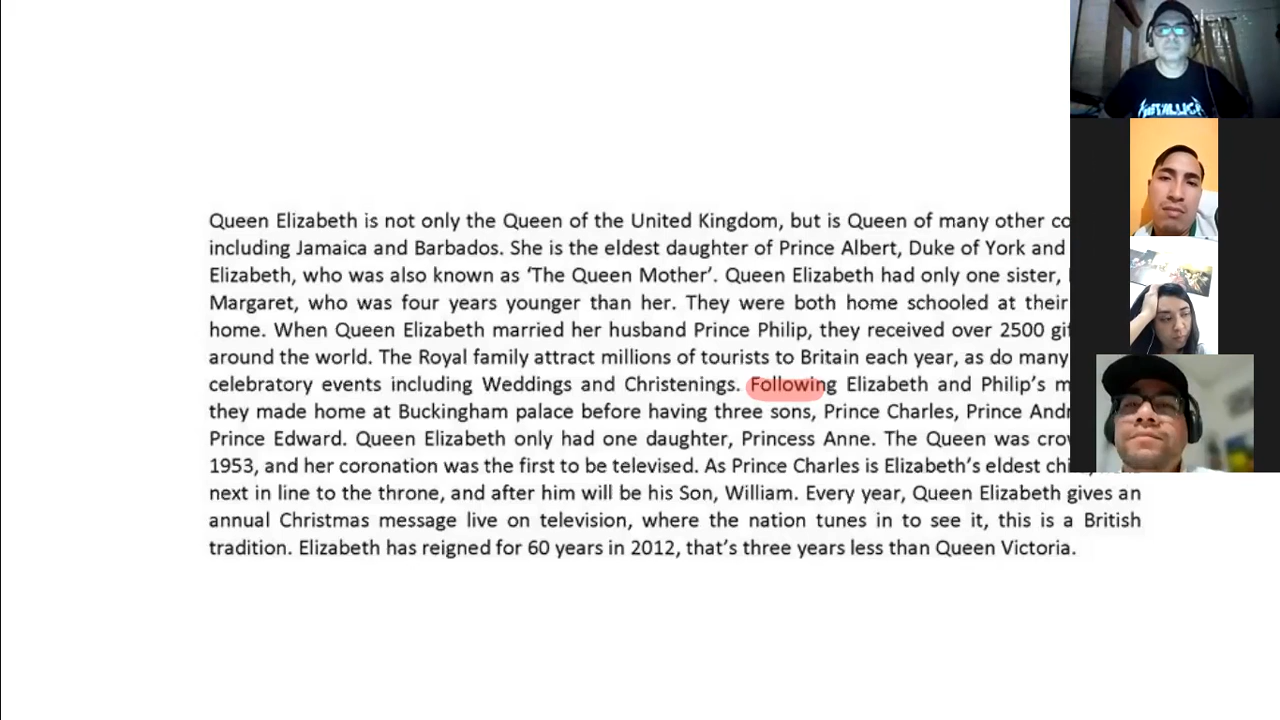 Queen Elizabeth is not only the Queen of the United Kingdom, but is Queen of many other
including Jamaica and Barbados. She is the eldest daughter of Prince Albert, Duke of York and
Elizabeth, who was also known as ‘The Queen Mother’. Queen Elizabeth had only one sister,
Margaret, who was four years younger than her. They were both home schooled at their
home. When Queen Elizabeth married her husband Prince Philip, they received over 2500
around the world. The Royal family attract millions of tourists to Britain each year, as do many
celebratory events including Weddings and Christenings. Following Elizabeth and Philip’s
they made home at Buckingham palace before having three sons, Prince Charles, Prince
Prince Edward. Queen Elizabeth only had one daughter, Princess Anne. The Queen was
1953, and her coronation was the first to be televised. As Prince Charles is Elizabeth’s eldest
next in line to the throne, and after him will be his Son, William. Every year, Queen Elizabeth gives an
annual Christmas message live on television, where the nation tunes in to see it, this is a British
tradition. Elizabeth has reigned for 60 years in 2012, that’s three years less than Queen Victoria.
METALLICA